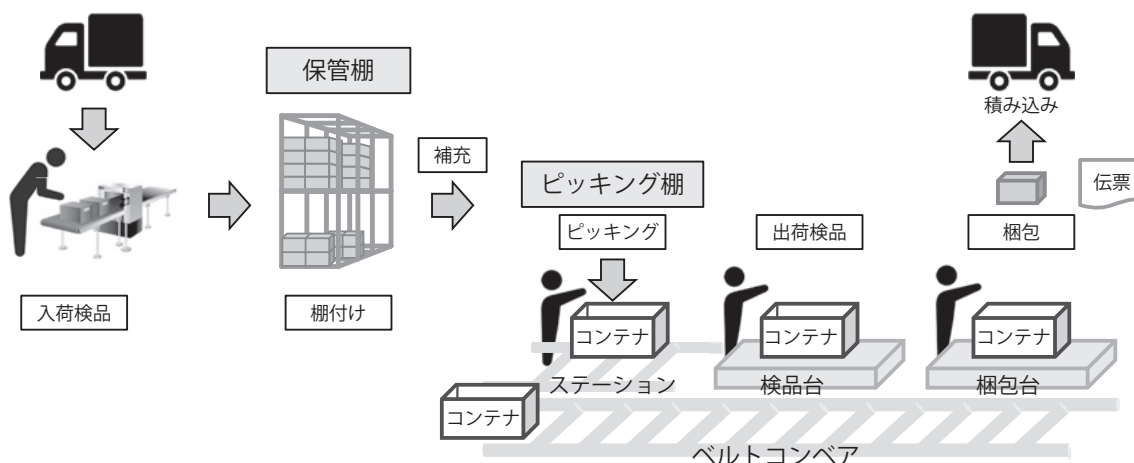 保管棚
積み込み
補充
伝票
ピッキング棚
ピッキング
出荷検品
梱包
入荷検品
棚付け
コンテナ
コンテナ
コンテナ
ステーション
検品台
梱包台
コンテナ
ベルトコンベア